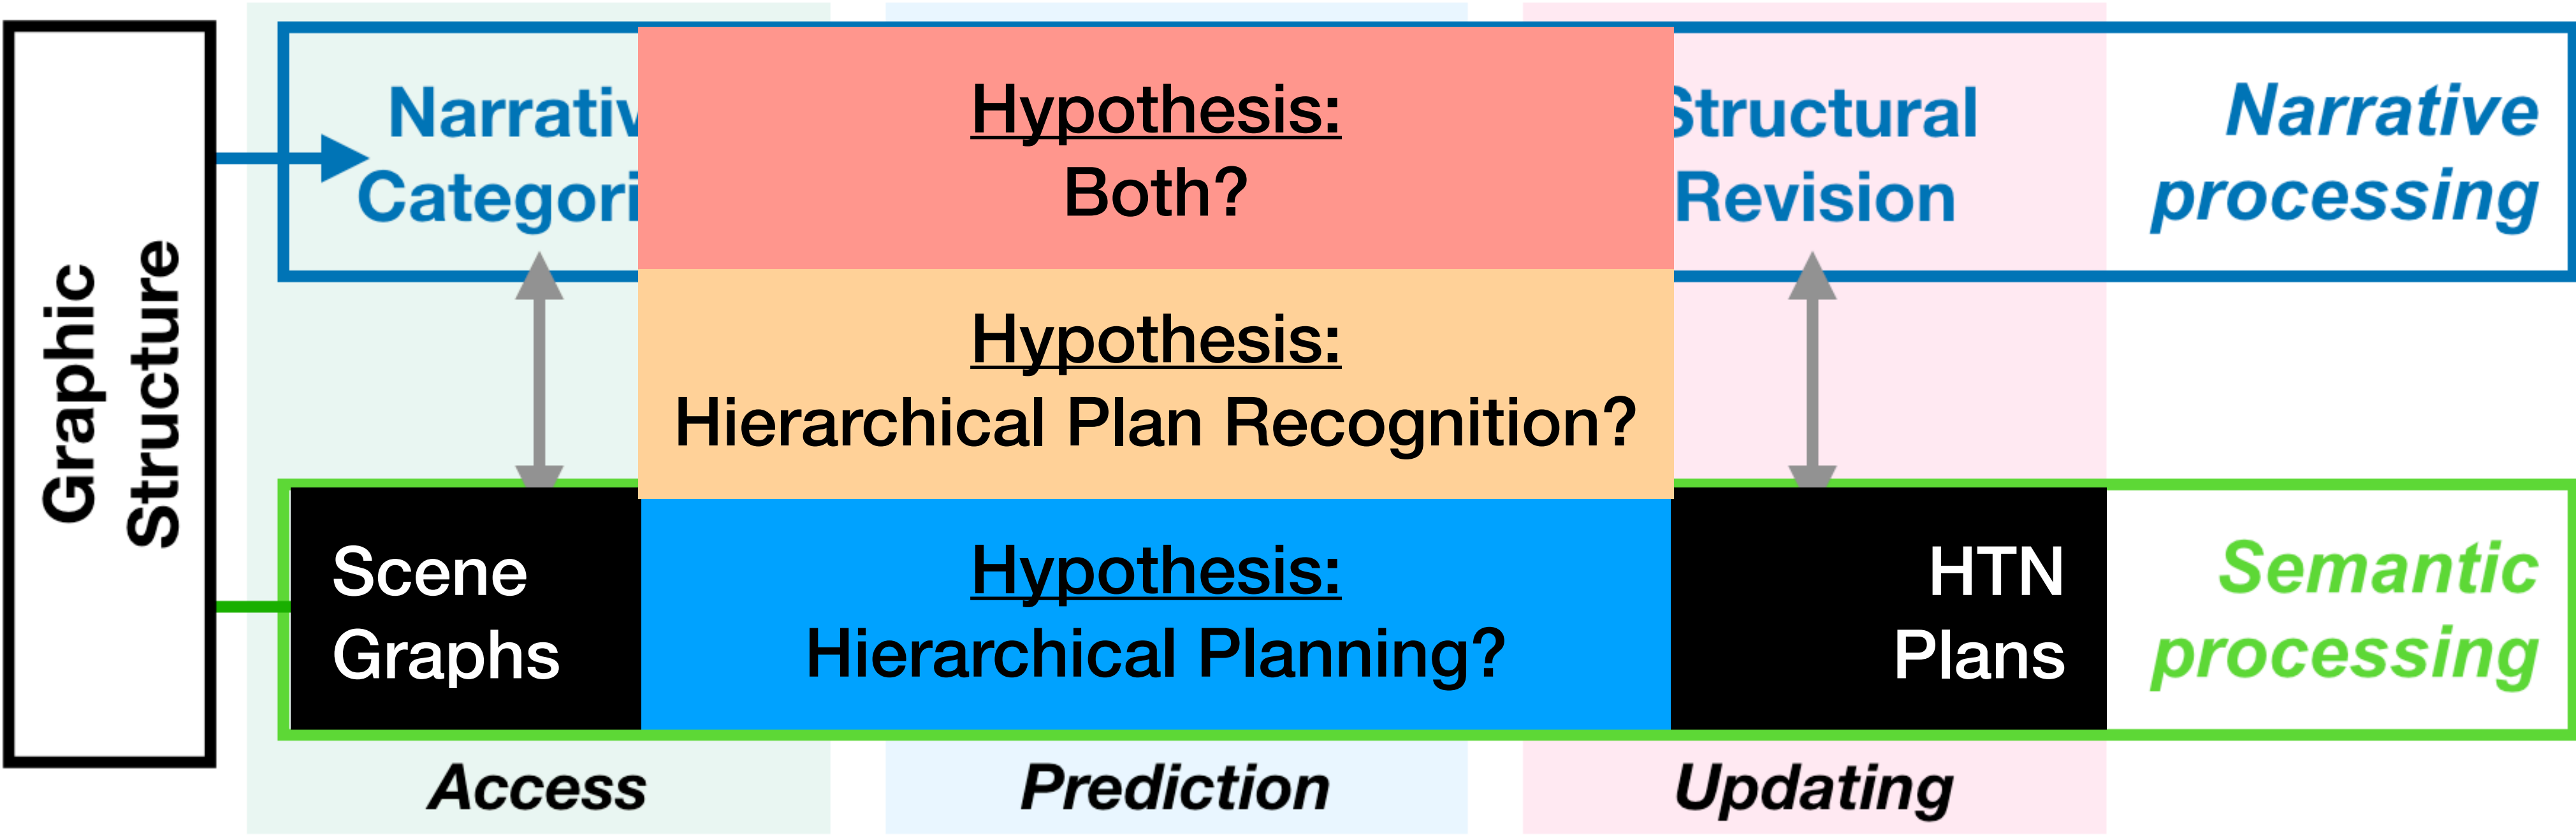 Graphic
Structure
Narrativ
Categori
Hypothesis:
Both?
Structural
Revision
Narrative
processing
Hypothesis:
Hierarchical Plan Recognition?
Scene
Graphs
Hypothesis:
Hierarchical Planning?
HTN
Plans
Semantic
processing
Access
Prediction
Updating